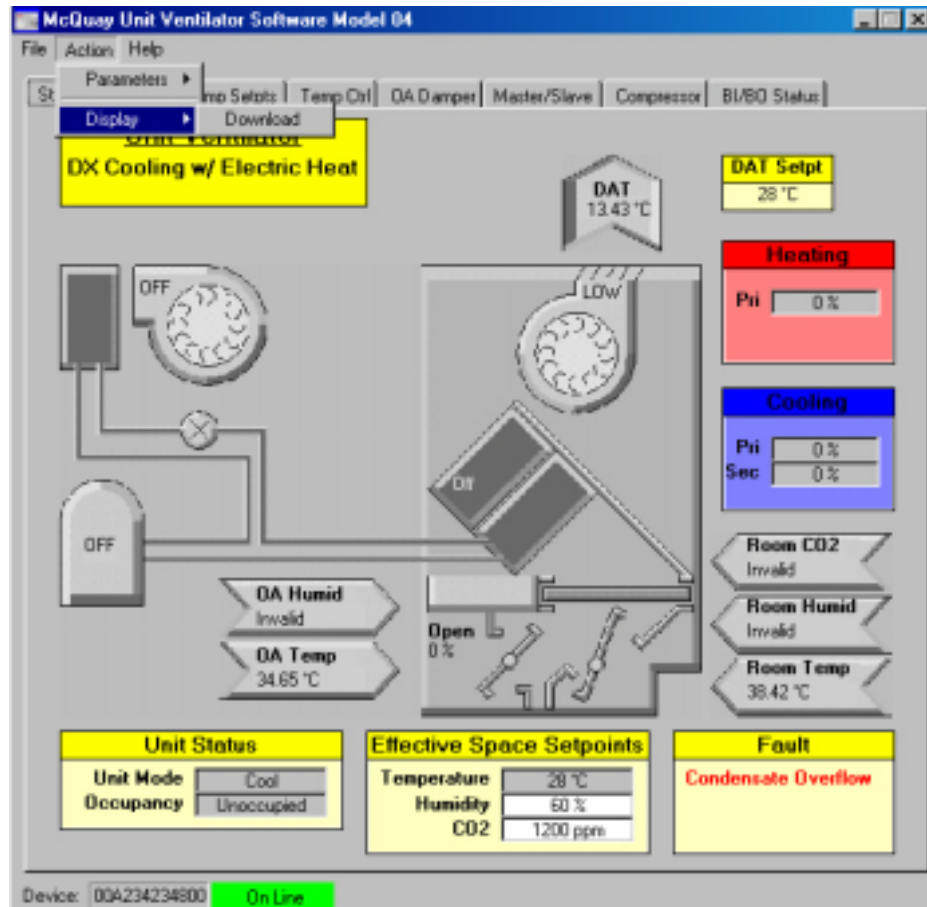 McQuay Unit Ventilator Software Model 04
File Action Help
Parameters
Display
Download
Temp Ctrl
OA Damper
Master/Slave
Compressor
BI/BO Status
Unit Ventilator
DX Cooling w/ Electric Heat
DAT
13.43 °C
DAT Setpt
28 °C
OFF
LOW
Heating
Pri 0 %
Cooling
Pri 0 %
Sec 0 %
Off
OFF
OA Humid
Invalid
OA Temp
34.65 °C
Open
0 %
Room CO2
Invalid
Room Humid
Invalid
Room Temp
38.42 °C
Unit Status
Unit Mode Cool
Occupancy Unoccupied
Effective Space Setpoints
Temperature 28 °C
Humidity 60 %
CO2 1200 ppm
Fault
Condensate Overflow
Device: 00A234234800 On Line